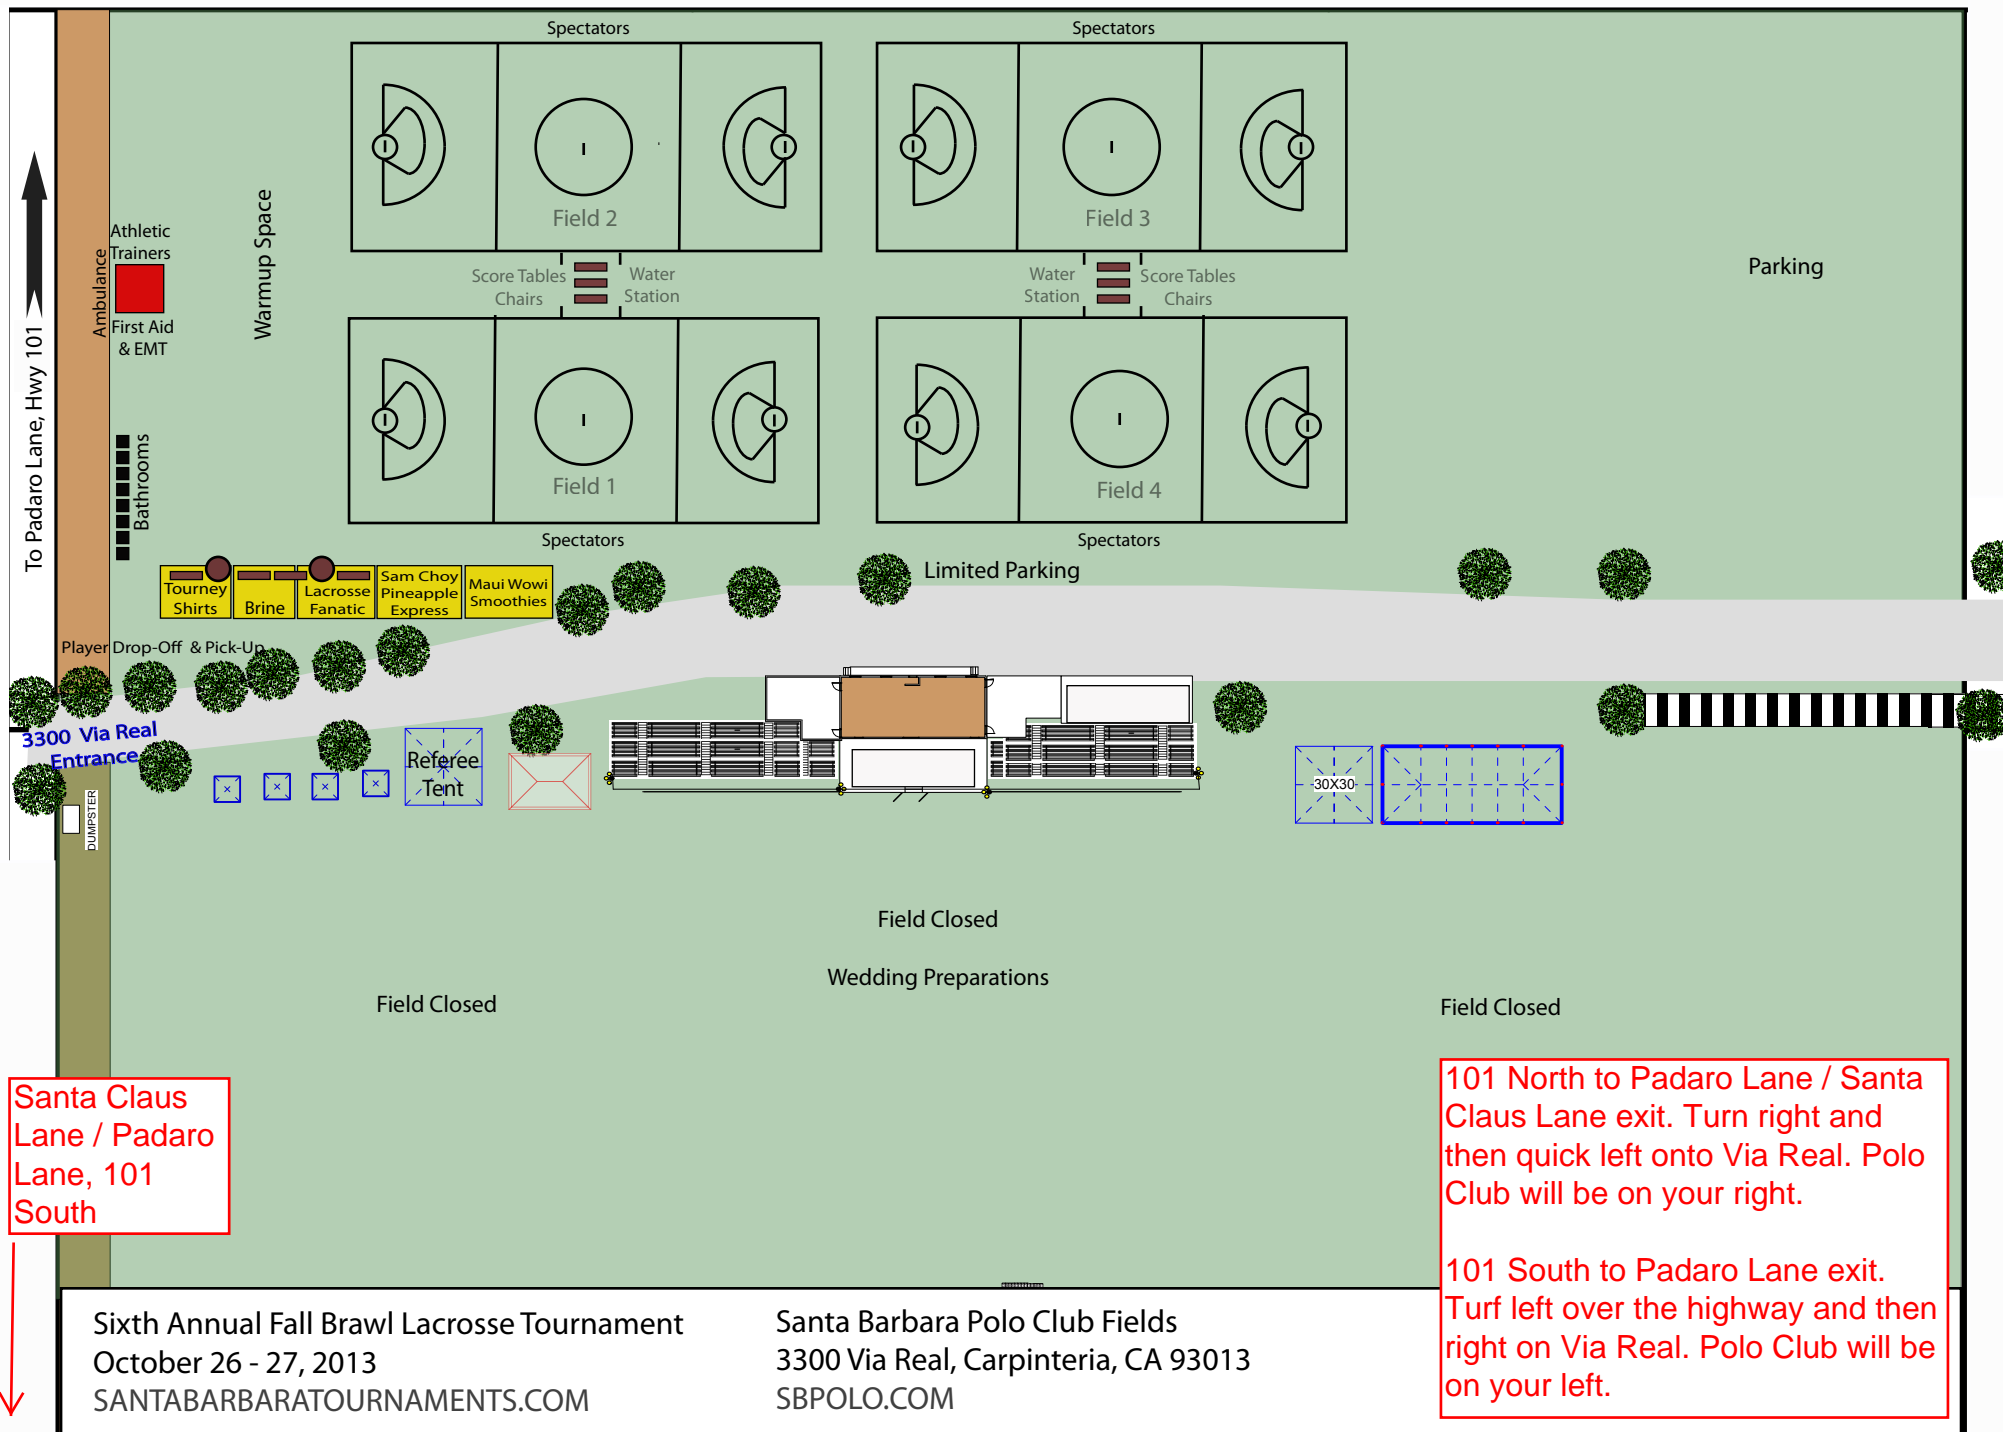 Spectators
Spectators
Field 2
Field 3
Athletic
Trainers
Ambulance
First Aid
& EMT
Warmup Space
To Padaro Lane, Hwy 101
Score Tables
Chairs
Water
Station
Water
Station
Score Tables
Chairs
Parking
Bathrooms
Field 1
Field 4
Spectators
Spectators
Limited Parking
Tourney
Shirts
Brine
Lacrosse
Fanatic
Sam Choy
Pineapple
Express
Maui Wowi
Smoothies
Player Drop-Off & Pick-Up
3300 Via Real
Entrance
Referee
Tent
30X30
DUMPSTER
Field Closed
Wedding Preparations
Field Closed
Field Closed
Santa Claus
Lane / Padaro
Lane, 101
South
101 North to Padaro Lane / Santa
Claus Lane exit. Turn right and
then quick left onto Via Real. Polo
Club will be on your right.
101 South to Padaro Lane exit.
Turf left over the highway and then
right on Via Real. Polo Club will be
on your left.
Sixth Annual Fall Brawl Lacrosse Tournament
October 26 - 27, 2013
SANTABARBARATOURNAMENTS.COM
Santa Barbara Polo Club Fields
3300 Via Real, Carpinteria, CA 93013
SBPOLO.COM